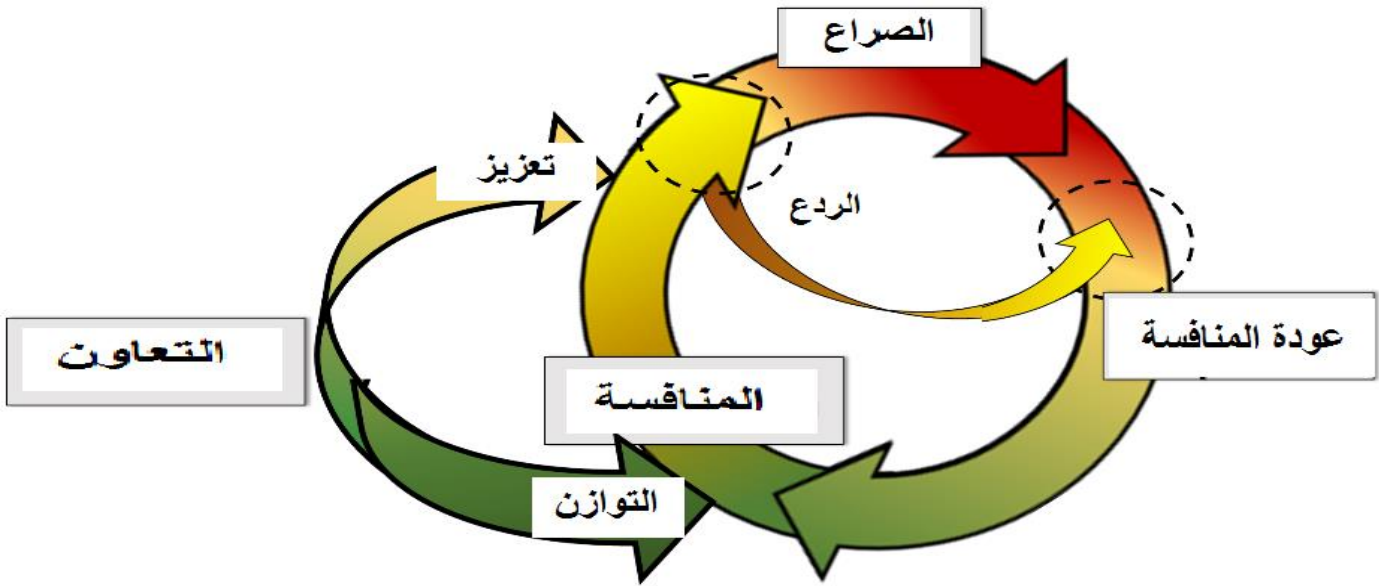 الصراع
تعزيز
الردع
عودة المنافسة
التعاون
المنافسة
التوازن